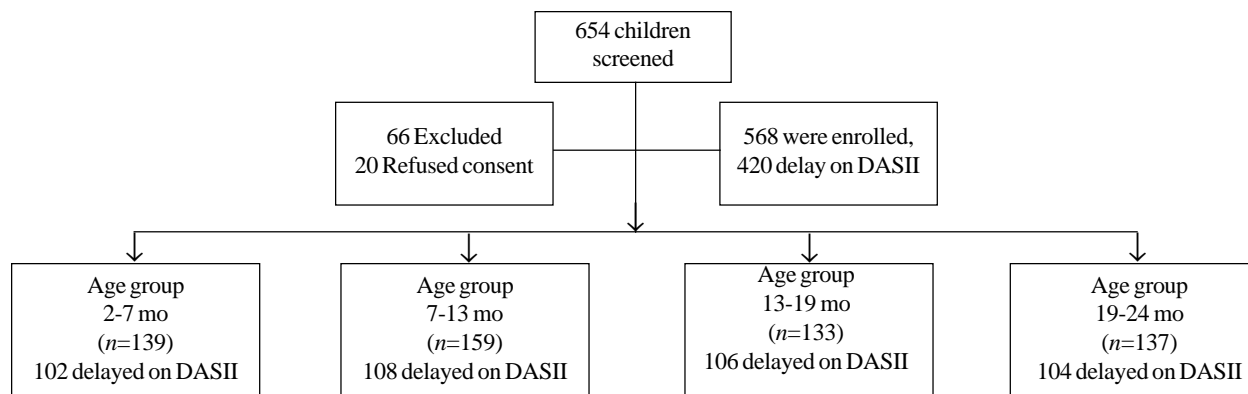 654 children
screened
66 Excluded
20 Refused consent
568 were enrolled,
420 delay on DASII
Age group
2-7 mo
(n=139)
102 delayed on DASII
Age group
7-13 mo
(n=159)
108 delayed on DASII
Age group
13-19 mo
(n=133)
106 delayed on DASII
Age group
19-24 mo
(n=137)
104 delayed on DASII